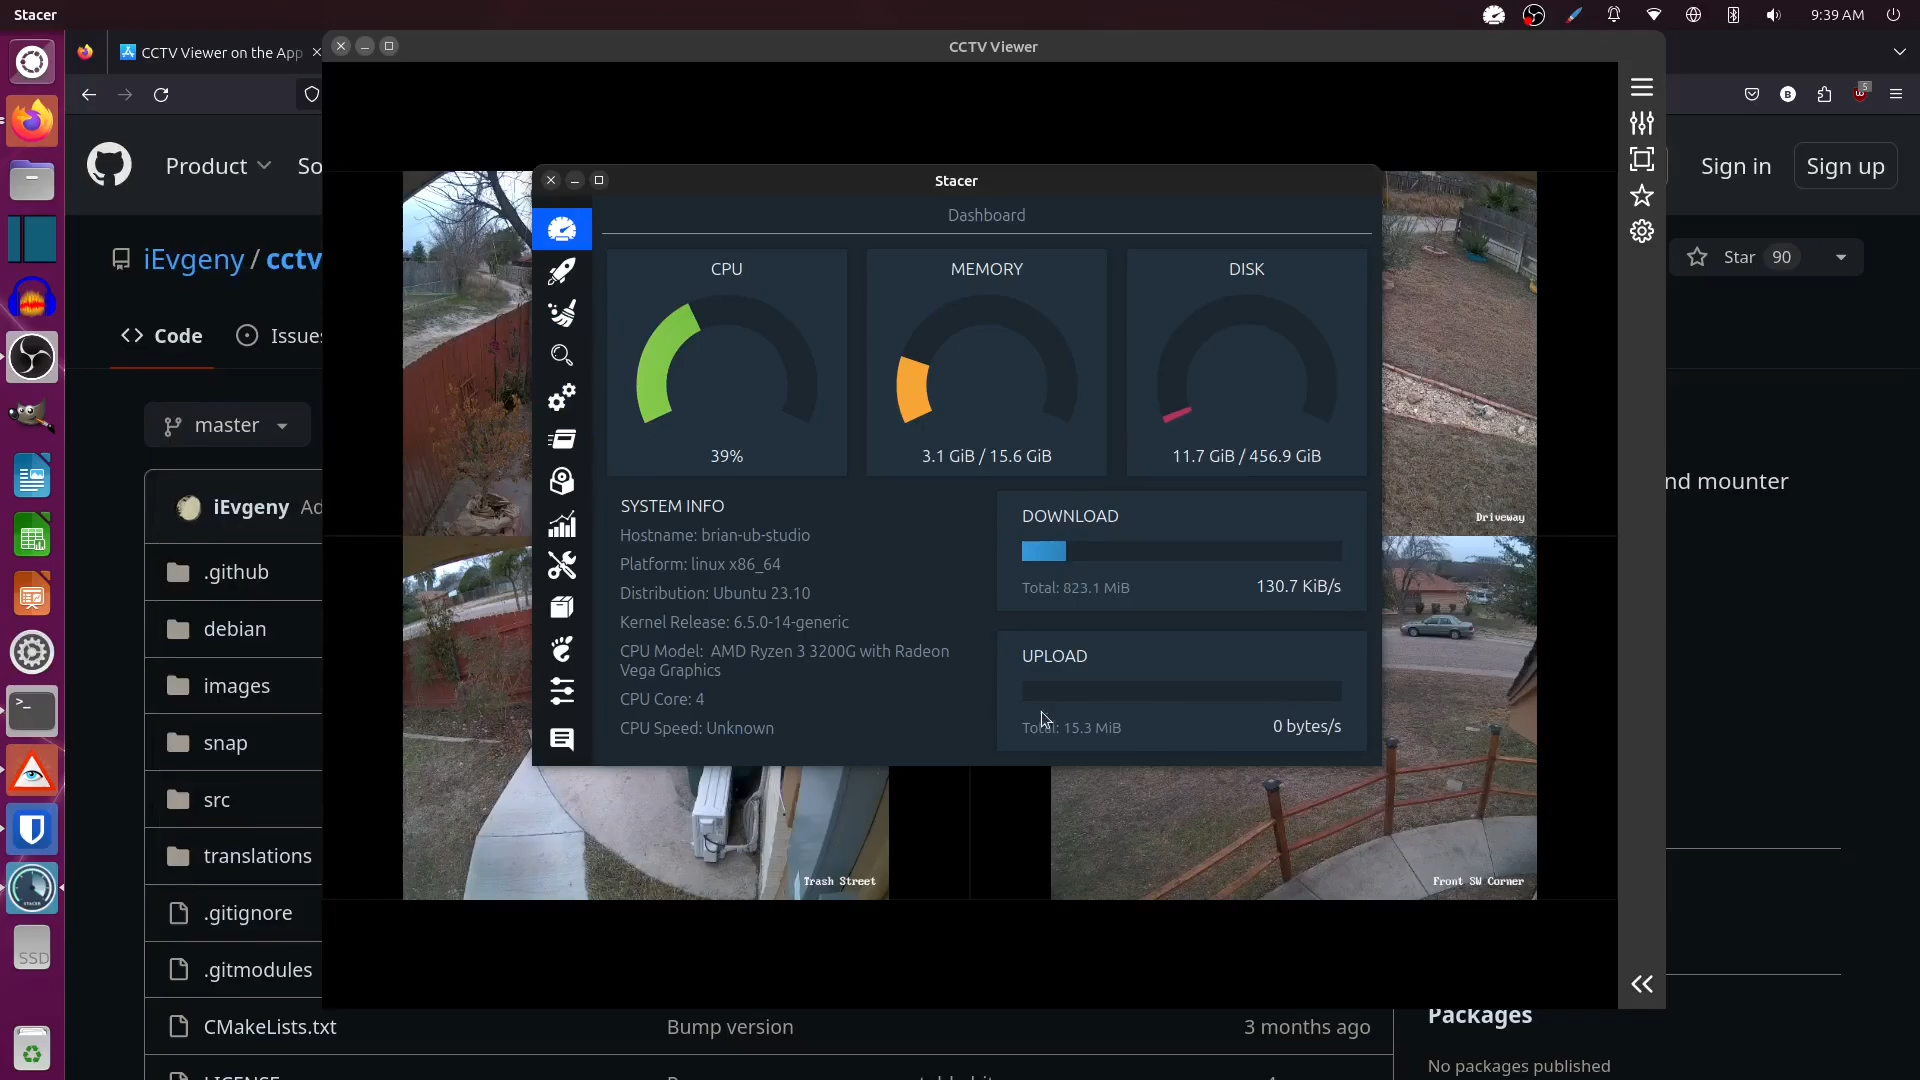 Stacer
9:39 AM
CCTV Viewer on the App
CCTV Viewer
5
B
Product
So
Sign in
Sign up
Stacer
Dashboard
iEvgeny / cctv
Star 90
CPU
MEMORY
DISK
39%
3.1 GiB / 15.6 GiB
11.7 GiB / 456.9 GiB
Code
Issues
master
nd mounter
iEvgeny Ad
Driveway
SYSTEM INFO
Hostname: brian-ub-studio
Platform: linux x86_64
Distribution: Ubuntu 23.10
Kernel Release: 6.5.0-14-generic
CPU Model: AMD Ryzen 3 3200G with Radeon
Vega Graphics
CPU Core: 4
CPU Speed: Unknown
DOWNLOAD
Total: 823.1 MiB
130.7 KiB/s
UPLOAD
Total: 15.3 MiB
0 bytes/s
.github
debian
images
snap
src
translations
.gitignore
.gitmodules
CMakeLists.txt
Bump version
3 months ago
Trash Street
Front SW Corner
SSD
STACER
Packages
No packages published